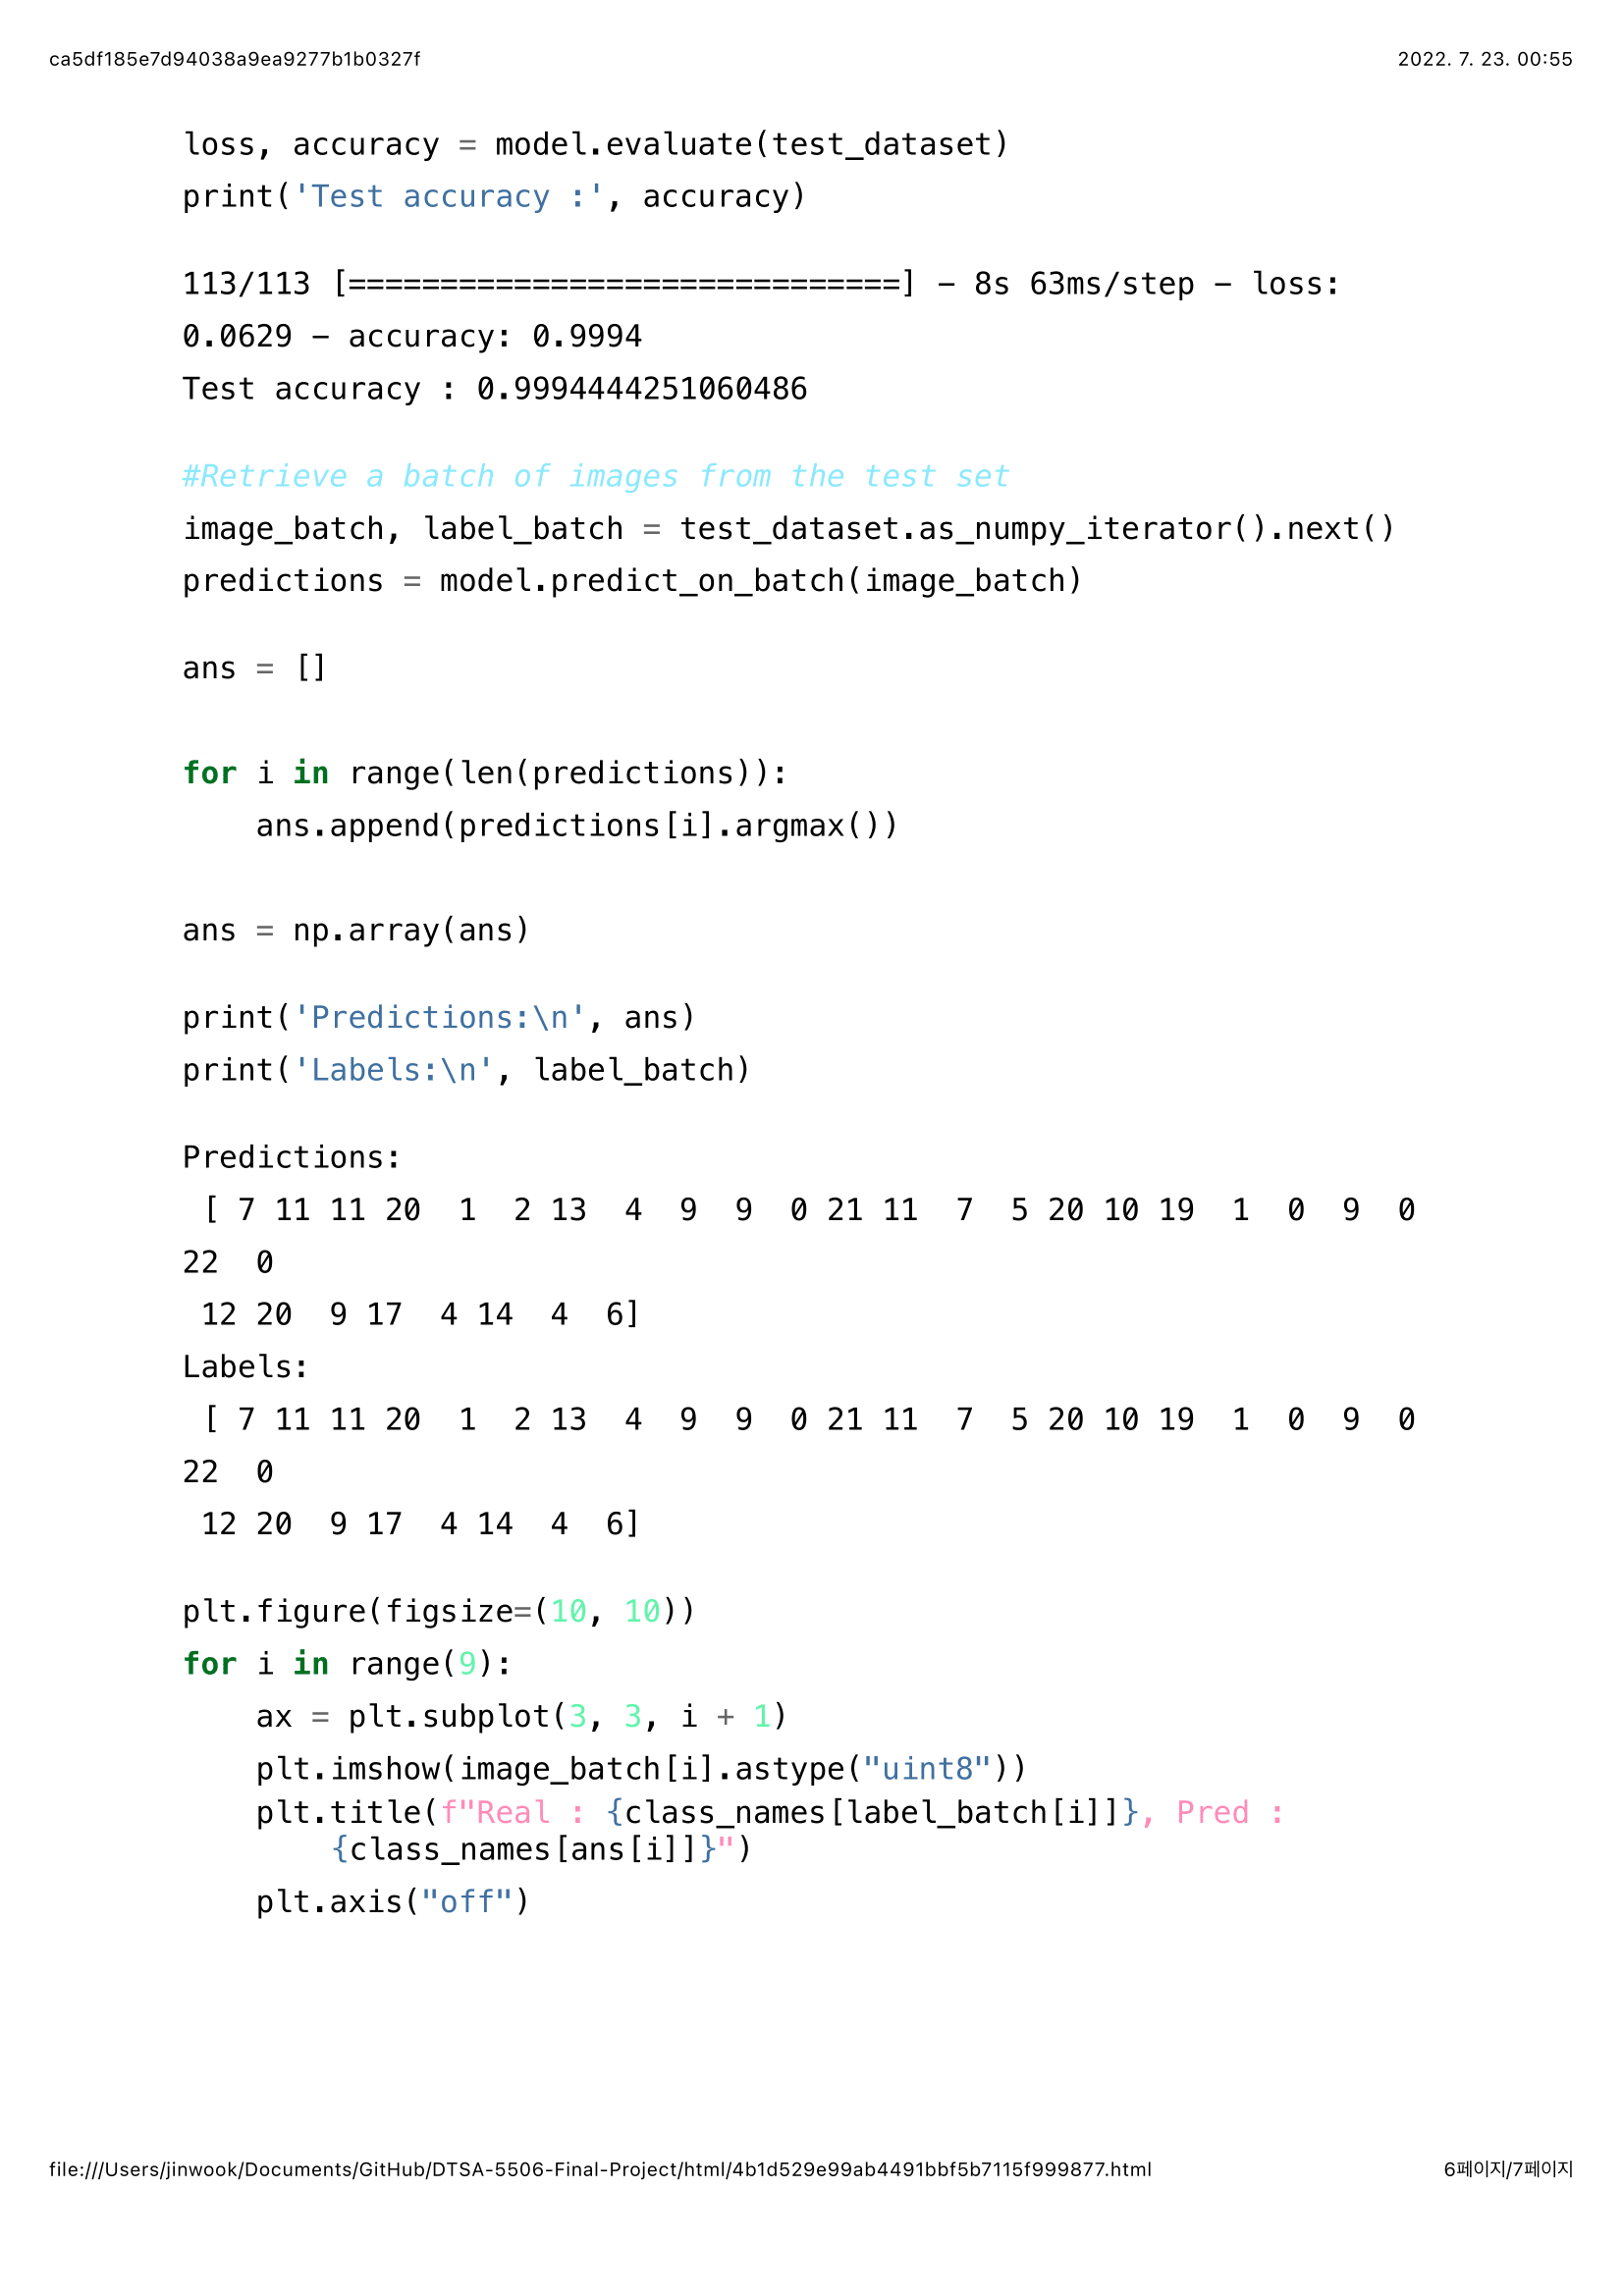 ca5df185e7d94038a9ea9277b1b0327f 2022. 7. 23. 00:55
loss, accuracy = model.evaluate(test_dataset)
print('Test accuracy :', accuracy)
113/113 [==============================] - 8s 63ms/step - loss:
0.0629 - accuracy: 0.9994
Test accuracy : 0.9994444251060486
#Retrieve a batch of images from the test set
image_batch, label_batch = test_dataset.as_numpy_iterator().next()
predictions = model.predict_on_batch(image_batch)
ans = []
for i in range(len(predictions)):
    ans.append(predictions[i].argmax())
ans = np.array(ans)
print('Predictions:\n', ans)
print('Labels:\n', label_batch)
Predictions:
 [ 7 11 11 20  1  2 13  4  9  9  0 21 11  7  5 20 10 19  1  0  9  0
22  0
 12 20  9 17  4 14  4  6]
Labels:
 [ 7 11 11 20  1  2 13  4  9  9  0 21 11  7  5 20 10 19  1  0  9  0
22  0
 12 20  9 17  4 14  4  6]
plt.figure(figsize=(10, 10))
for i in range(9):
    ax = plt.subplot(3, 3, i + 1)
    plt.imshow(image_batch[i].astype("uint8"))
    plt.title(f"Real : {class_names[label_batch[i]]}, Pred :
        {class_names[ans[i]]}")
    plt.axis("off")
file:///Users/jinwook/Documents/GitHub/DTSA-5506-Final-Project/html/4b1d529e99ab4491bbf5b7115f999877.html 6페이지/7페이지